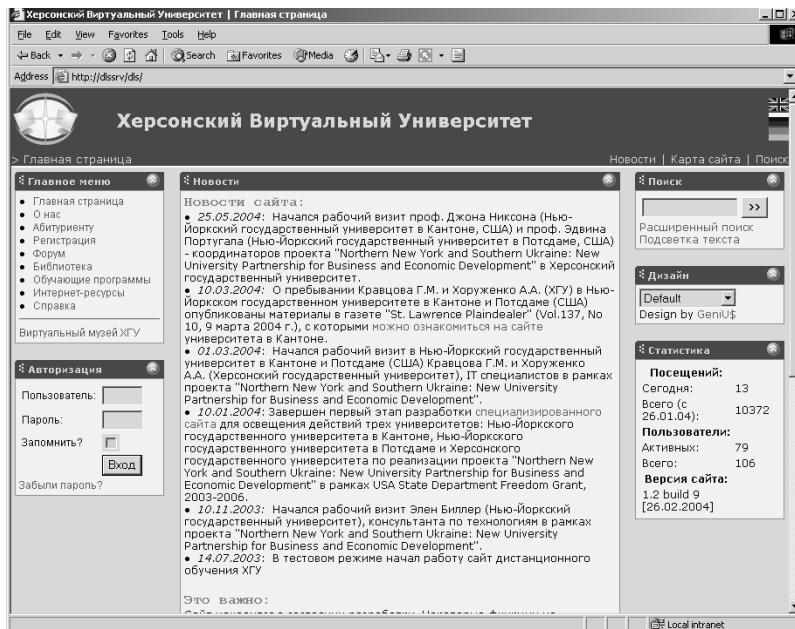 Херсонский Виртуальный Университет | Главная страница
File Edit View Favorites Tools Help
Back Search Favorites Media
Address http://dlssrv/dls/
Херсонский Виртуальный Университет
> Главная страница
Новости | Карта сайта | Поиск
Главное меню
Главная страница
О нас
Абитуриенту
Регистрация
Форум
Библиотека
Обучающие программы
Интернет-ресурсы
Справка
Виртуальный музей ХГУ
Авторизация
Пользователь:
Пароль:
Запомнить?
Вход
Забыли пароль?
Новости
Новости сайта:
● 25.05.2004: Начался рабочий визит проф. Джона Никсона (Нью-
Йоркский государственный университет в Кантоне, США) и проф. Эдвина
Португала (Нью-Йоркский государственный университет в Потсдаме, США)
- координаторов проекта "Northern New York and Southern Ukraine: New
University Partnership for Business and Economic Development" в Херсонский
государственный университет.
● 10.03.2004: О пребывании Кравцова Г.М. и Хоруженко А.А. (ХГУ) в Нью-
Йоркском государственном университете в Кантоне и Потсдаме (США)
опубликованы материалы в газете "St. Lawrence Plaindealer" (Vol.137, No
10, 9 марта 2004 г.), с которыми можно ознакомиться на сайте
университета в Кантоне.
● 01.03.2004: Начался рабочий визит в Нью-Йоркский государственный
университет в Кантоне и Потсдаме (США) Кравцова Г.М. и Хоруженко
А.А. (Херсонский государственный университет), IT специалистов в рамках
проекта "Northern New York and Southern Ukraine: New University
Partnership for Business and Economic Development".
● 10.01.2004: Завершен первый этап разработки специализированного
сайта для освещения действий трех университетов: Нью-Йоркского
государственного университета в Кантоне, Нью-Йоркского
государственного университета в Потсдаме и Херсонского
государственного университета по реализации проекта "Northern New
York and Southern Ukraine: New University Partnership for Business and
Economic Development" в рамках USA State Department Freedom Grant,
2003-2006.
● 10.11.2003: Начался рабочий визит Элен Биллер (Нью-Йоркский
государственный университет), консультанта по технологиям в рамках
проекта "Northern New York and Southern Ukraine: New University
Partnership for Business and Economic Development".
● 14.07.2003: В тестовом режиме начал работу сайт дистанционного
обучения ХГУ
Это важно:
Поиск
>>
Расширенный поиск
Подсветка текста
Дизайн
Default
Design by GeniU$
Статистика
Посещений:
Сегодня: 13
Всего (с
26.01.04): 10372
Пользователи:
Активных: 79
Всего: 106
Версия сайта:
1.2 build 9
[26.02.2004]
Local intranet